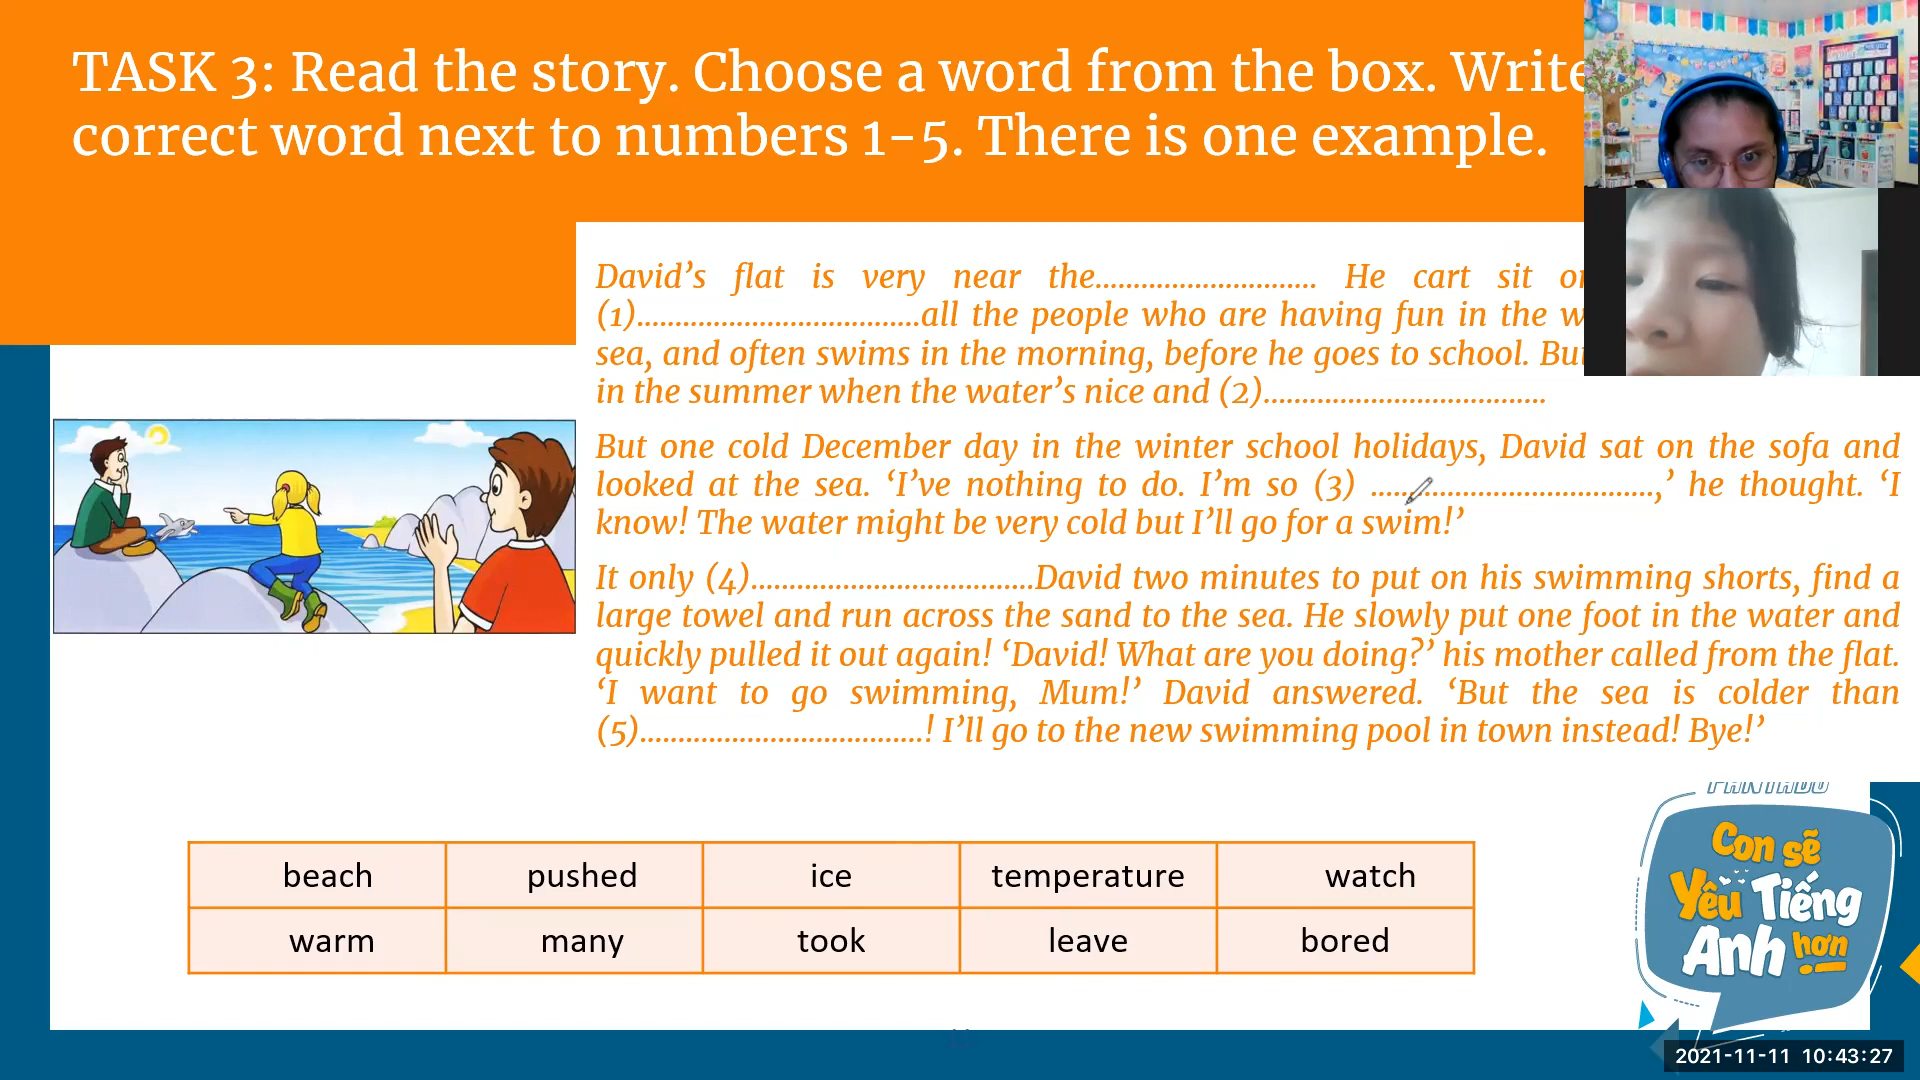 TASK 3: Read the story. Choose a word from the box. Write
correct word next to numbers 1-5. There is one example.
David's flat is very near the............................. He cart sit
(1).....................................all the people who are having fun in the
sea, and often swims in the morning, before he goes to school.
in the summer when the water's nice and (2).....................................
But one cold December day in the winter school holidays, David sat on the sofa and
looked at the sea. 'I've nothing to do. I'm so (3) .....................................,' he thought. 'I
know! The water might be very cold but I'll go for a swim!'
It only (4).....................................David two minutes to put on his swimming shorts, find a
large towel and run across the sand to the sea. He slowly put one foot in the water and
quickly pulled it out again! 'David! What are you doing?' his mother called from the flat.
'I want to go swimming, Mum!' David answered. 'But the sea is colder than
(5).....................................! I'll go to the new swimming pool in town instead! Bye!'
beach pushed ice temperature watch
warm many took leave bored
PANTADO
Con sẽ
Yêu Tiếng
Anh hơn
2021-11-11 10:43:27